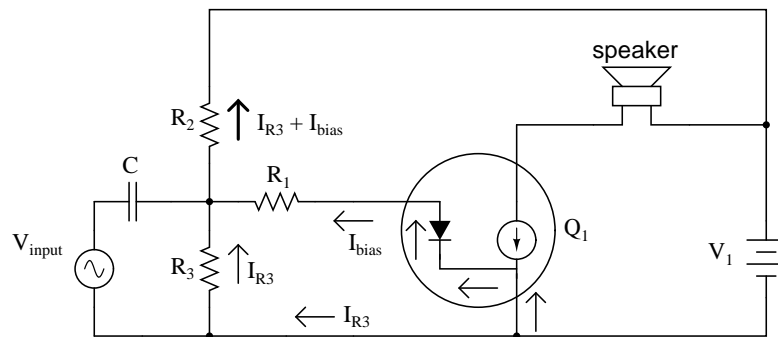 speaker
R2
IR3 + Ibias
C
R1
Vinput
Ibias
Q1
V1
R3
IR3
IR3